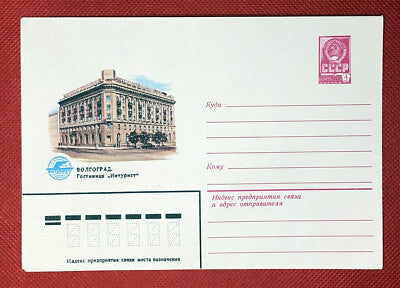 СССР
4
Куда
ВОЛГОГРАД.
Гостиница „Интурист"
Кому
Индекс предприятия связи
и адрес отправителя
Индекс предприятия связи места назначения